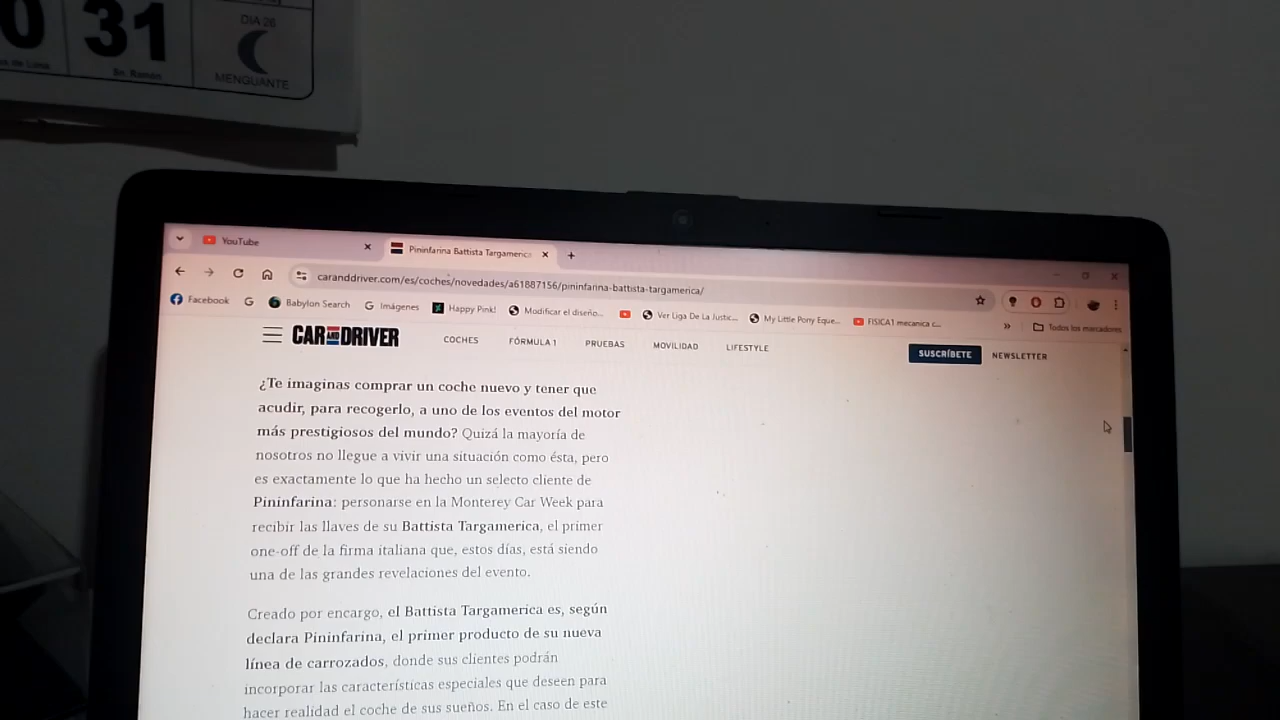 0 31
DIA 26
MENGUANTE
Sn. Ramón
YouTube
Pininfarina Battista Targameric
caranddriver.com/es/coches/novedades/a61887156/pininfarina-battista-targamerica/
Facebook G Babylon Search Imágenes Happy Pink! Modificar el diseño... Ver Liga De La Justic... My Little Pony Eque... FISICA1 mecanica c... » Todos los marcadores
CAR AND DRIVER COCHES FÓRMULA 1 PRUEBAS MOVILIDAD LIFESTYLE SUSCRÍBETE NEWSLETTER
¿Te imaginas comprar un coche nuevo y tener que
acudir, para recogerlo, a uno de los eventos del motor
más prestigiosos del mundo? Quizá la mayoría de
nosotros no llegue a vivir una situación como ésta, pero
es exactamente lo que ha hecho un selecto cliente de
Pininfarina: personarse en la Monterey Car Week para
recibir las llaves de su Battista Targamerica, el primer
one-off de la firma italiana que, estos días, está siendo
una de las grandes revelaciones del evento.
Creado por encargo, el Battista Targamerica es, según
declara Pininfarina, el primer producto de su nueva
línea de carrozados, donde sus clientes podrán
incorporar las características especiales que deseen para
hacer realidad el coche de sus sueños. En el caso de este